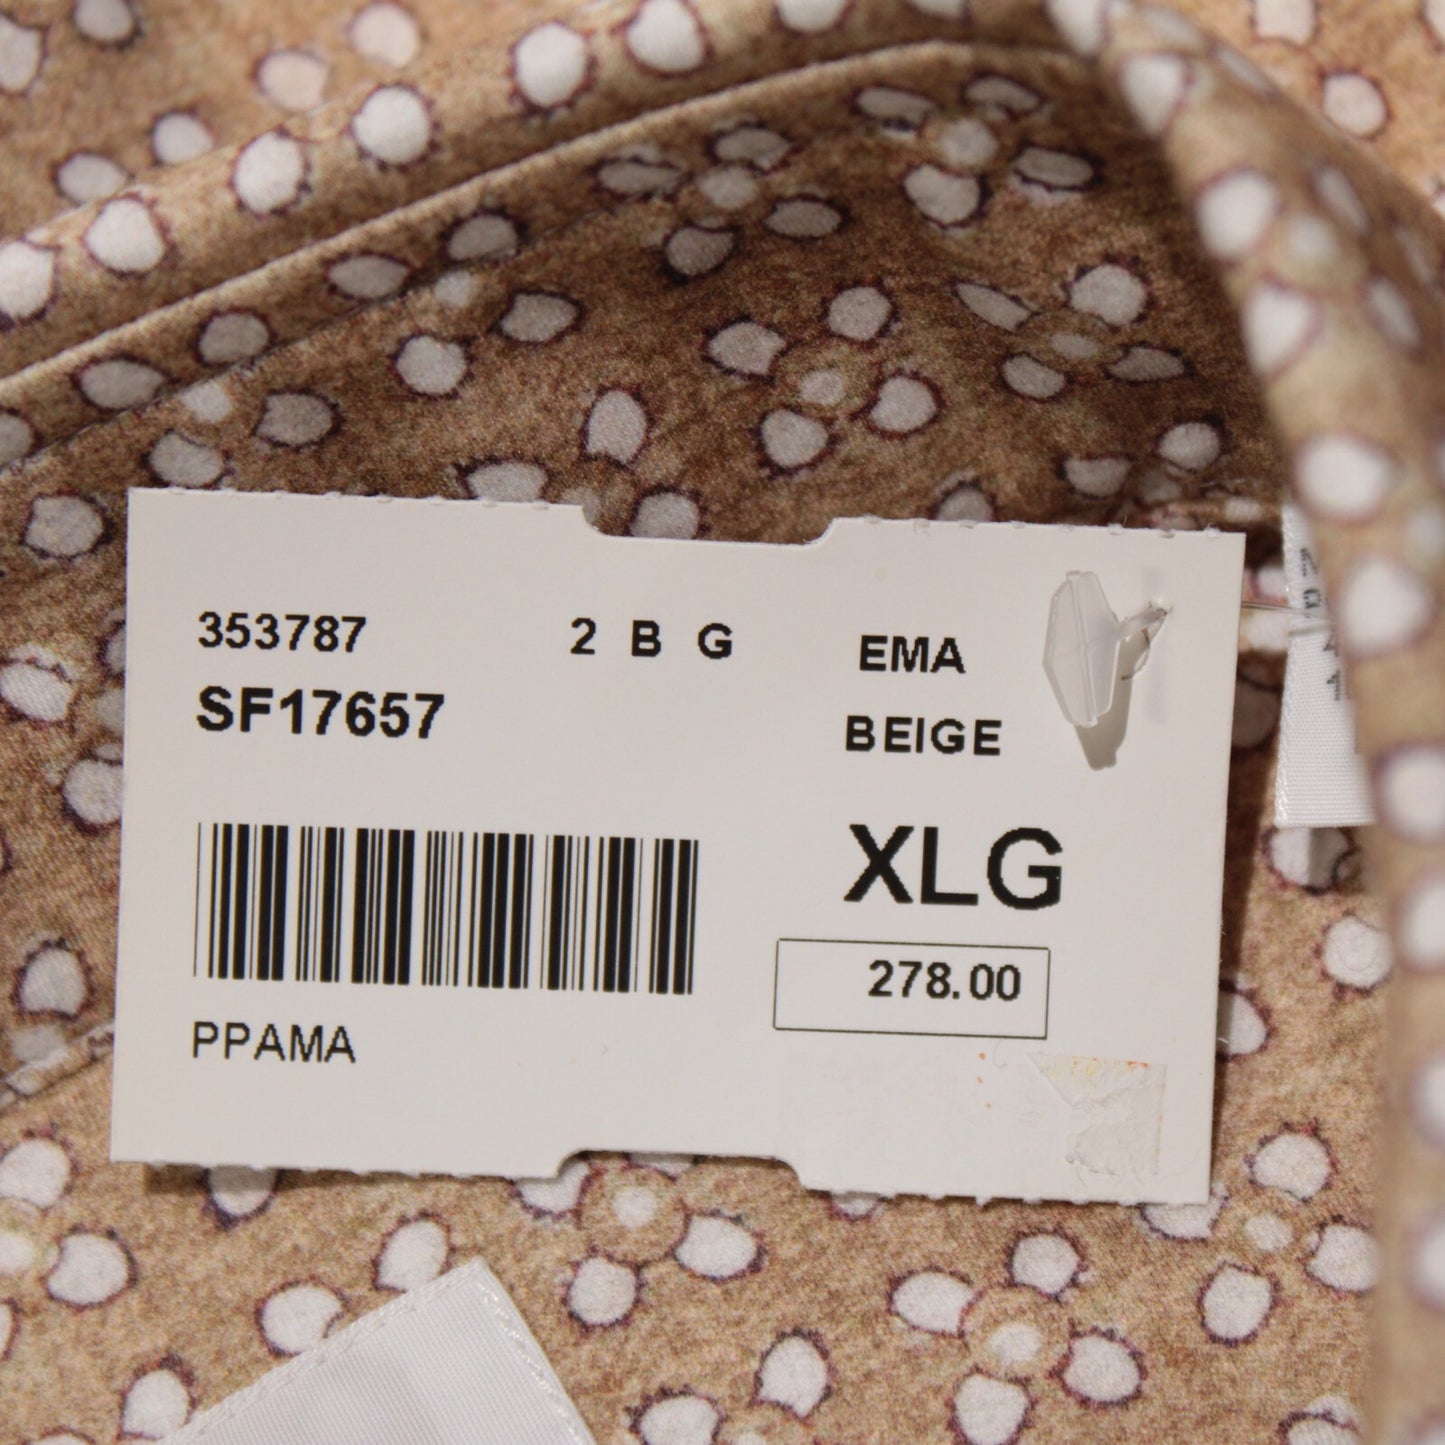 353787 2 B G EMA
SF17657 BEIGE
XLG
278.00
PPAMA